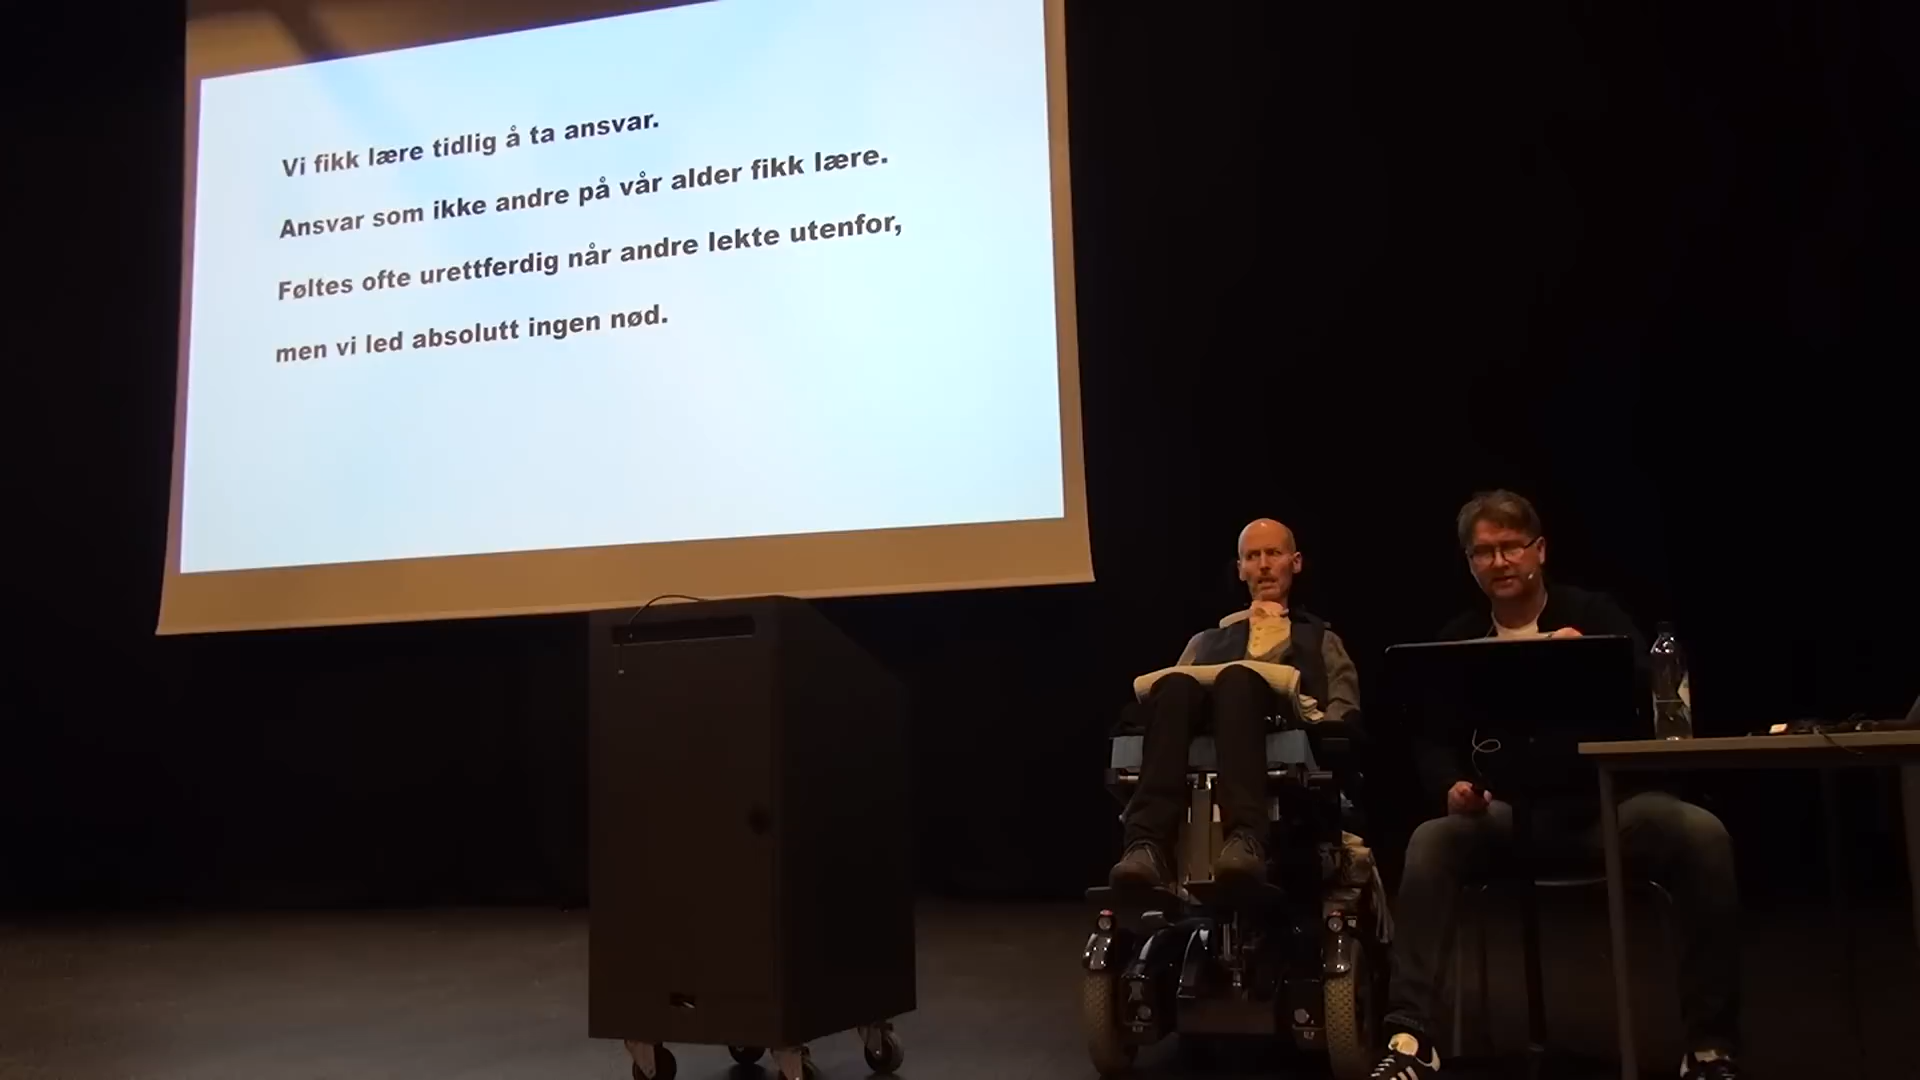 Vi fikk lære tidlig å ta ansvar.
Ansvar som ikke andre på vår alder fikk lære.
Føltes ofte urettferdig når andre lekte utenfor,
men vi led absolutt ingen nød.